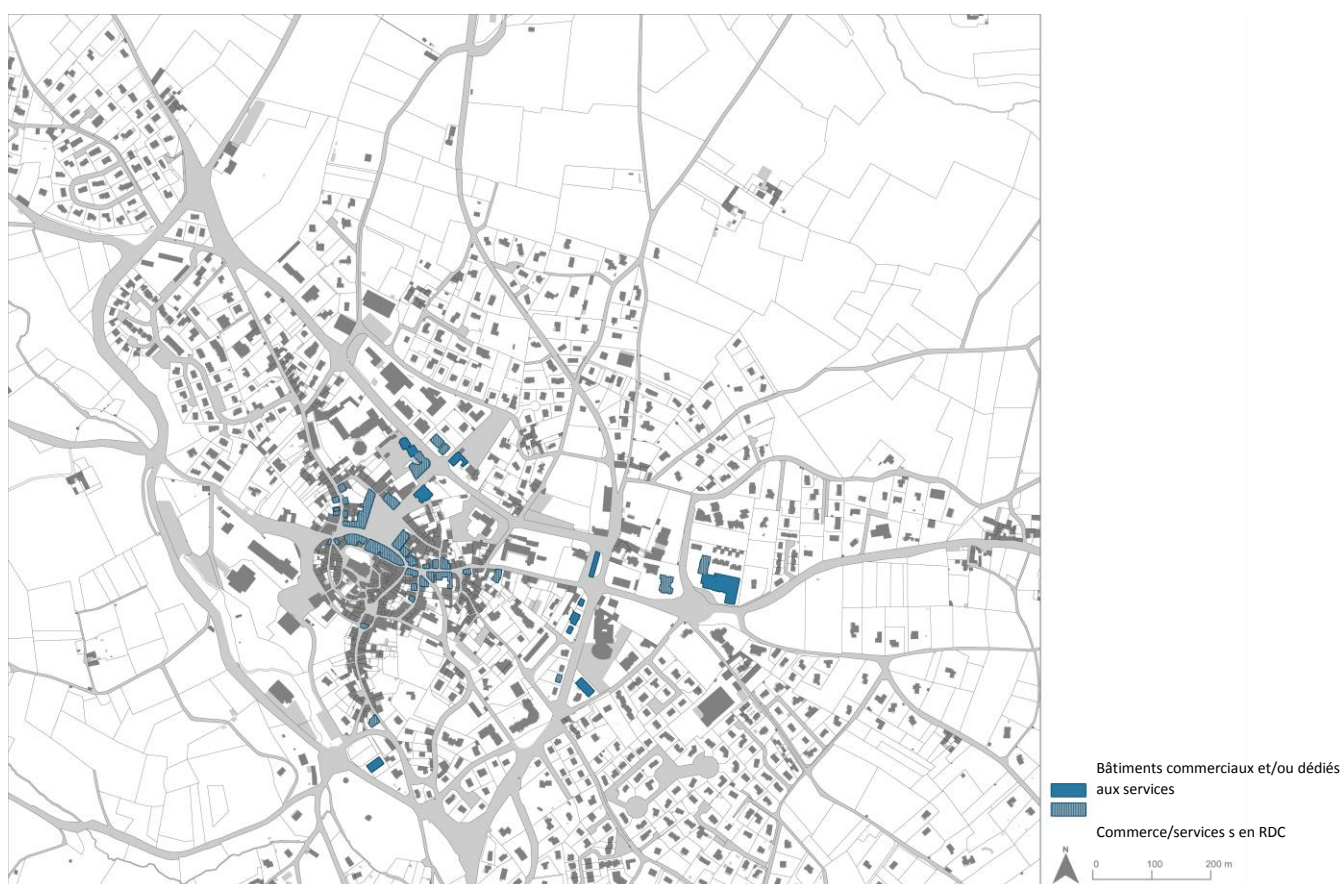 Bâtiments commerciaux et/ou dédiés
aux services
Commerce/services s en RDC
N
0 100 200 m